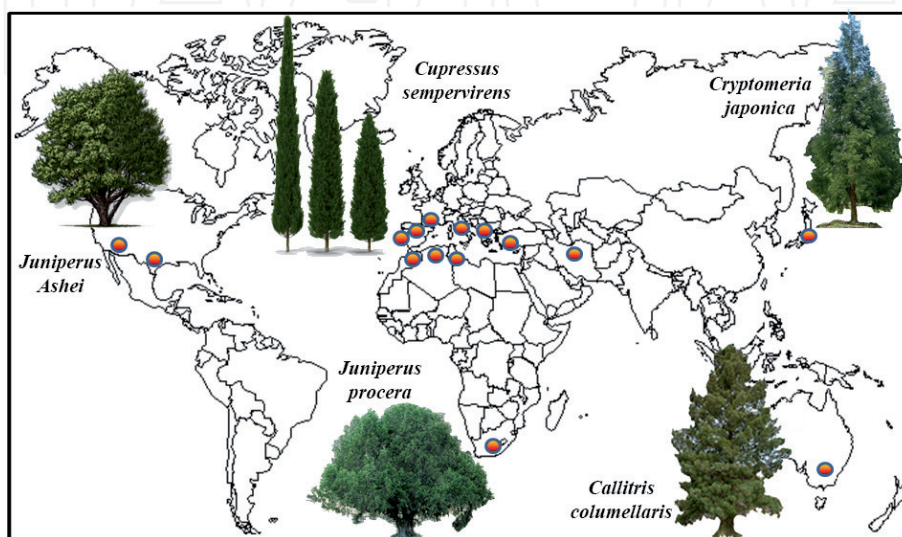 Cupressus
sempervirens
Cryptomeria
japonica
Juniperus
Ashei
Juniperus
procera
Callitris
columellaris